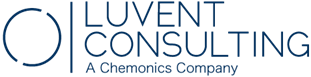 LUVENT
CONSULTING
A Chemonics Company